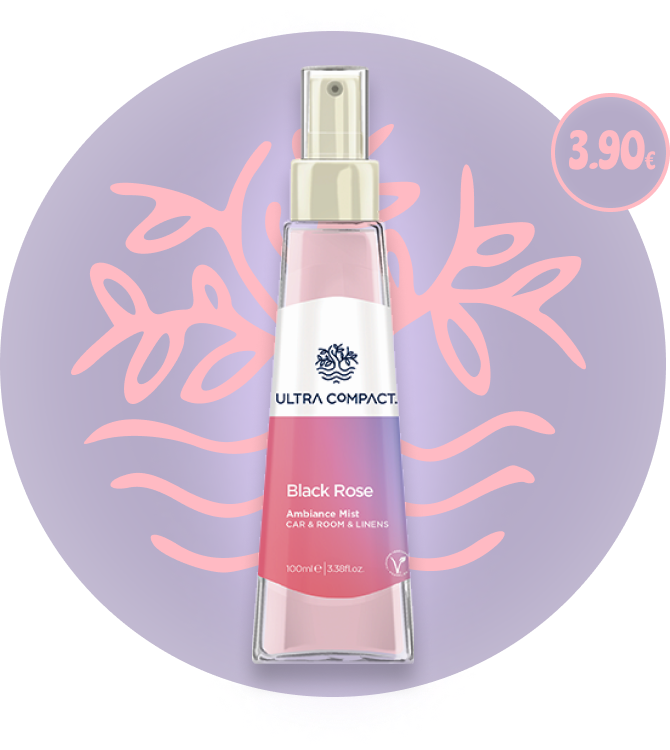 3.90€
ULTRA COMPACT.
Black Rose
Ambiance Mist
CAR & ROOM & LINENS
100ml e | 3.38fl.oz.